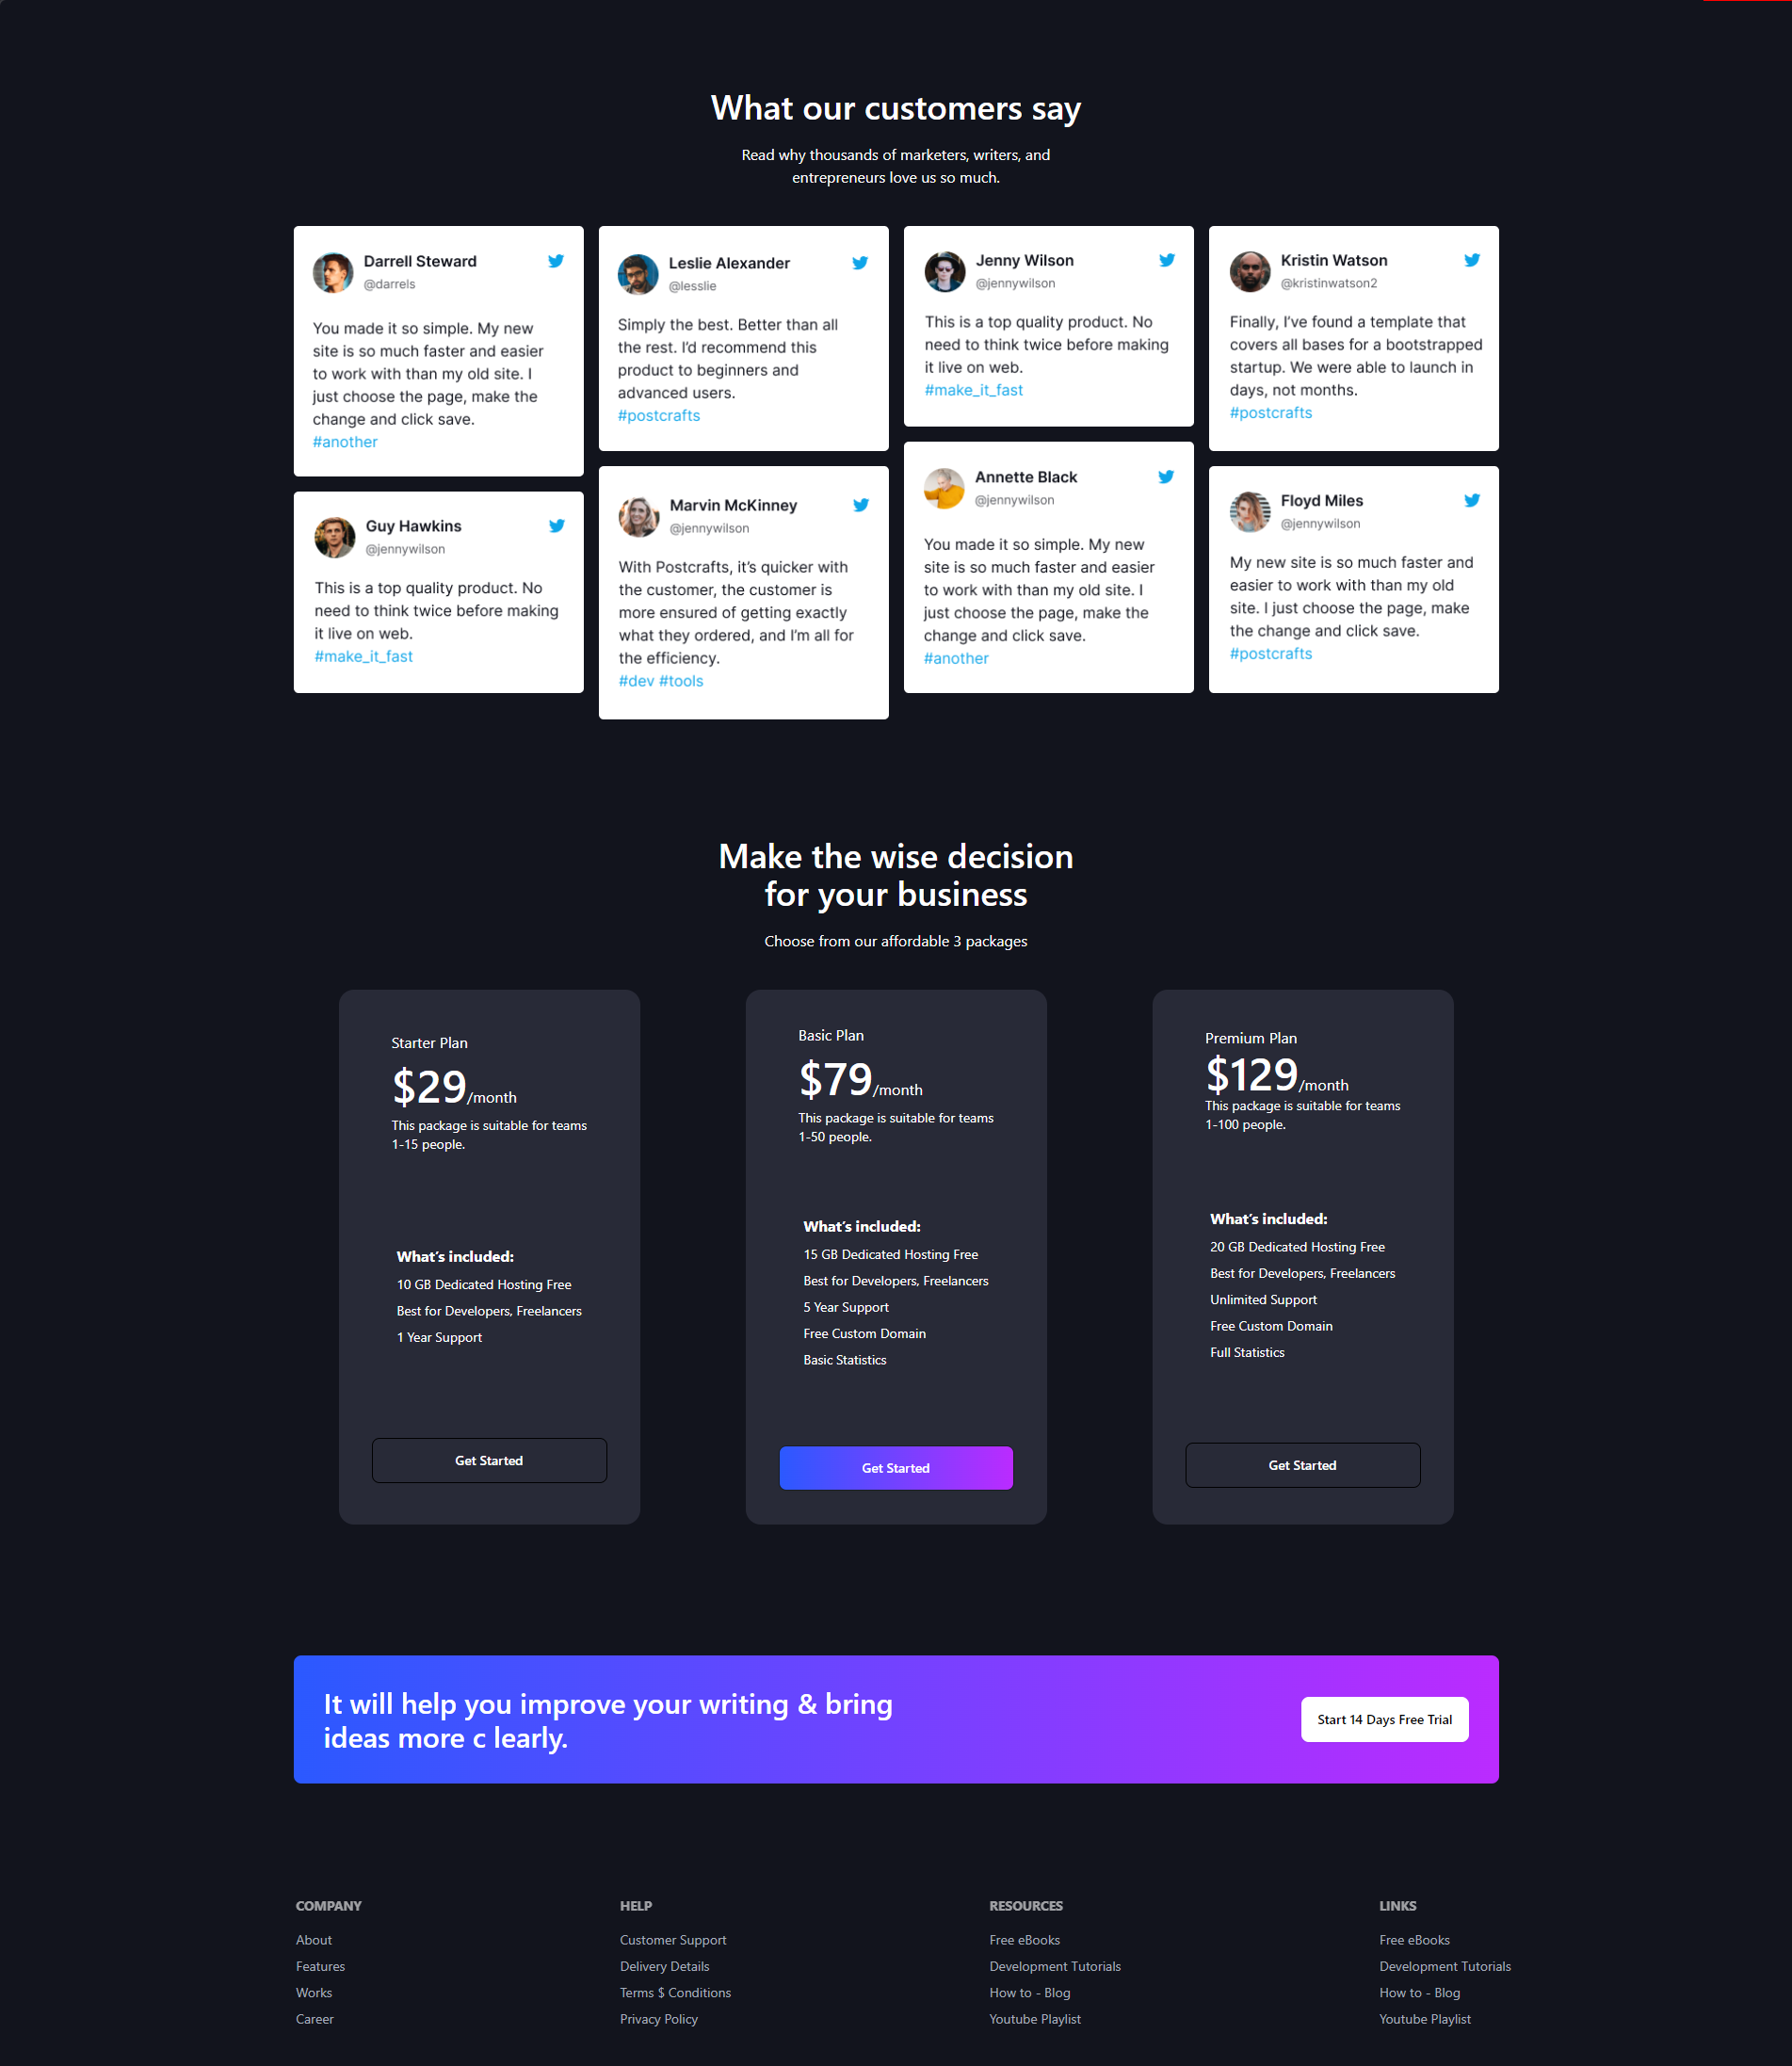 What our customers say
Read why thousands of marketers, writers, and
entrepreneurs love us so much.
Darrell Steward
@darrels
You made it so simple. My new
site is so much faster and easier
to work with than my old site. I
just choose the page, make the
change and click save.
#another
Guy Hawkins
@jennywilson
This is a top quality product. No
need to think twice before making
it live on web.
#make_it_fast
Leslie Alexander
@lesslie
Simply the best. Better than all
the rest. I’d recommend this
product to beginners and
advanced users.
#postcrafts
Marvin McKinney
@jennywilson
With Postcrafts, it’s quicker with
the customer, the customer is
more ensured of getting exactly
what they ordered, and I’m all for
the efficiency.
#dev #tools
Jenny Wilson
@jennywilson
This is a top quality product. No
need to think twice before making
it live on web.
#make_it_fast
Annette Black
@jennywilson
You made it so simple. My new
site is so much faster and easier
to work with than my old site. I
just choose the page, make the
change and click save.
#another
Kristin Watson
@kristinwatson2
Finally, I’ve found a template that
covers all bases for a bootstrapped
startup. We were able to launch in
days, not months.
#postcrafts
Floyd Miles
@jennywilson
My new site is so much faster and
easier to work with than my old
site. I just choose the page, make
the change and click save.
#postcrafts
Make the wise decision
for your business
Choose from our affordable 3 packages
Starter Plan
$29/month
This package is suitable for teams
1-15 people.
What’s included:
10 GB Dedicated Hosting Free
Best for Developers, Freelancers
1 Year Support
Get Started
Basic Plan
$79/month
This package is suitable for teams
1-50 people.
What’s included:
15 GB Dedicated Hosting Free
Best for Developers, Freelancers
5 Year Support
Free Custom Domain
Basic Statistics
Get Started
Premium Plan
$129/month
This package is suitable for teams
1-100 people.
What’s included:
20 GB Dedicated Hosting Free
Best for Developers, Freelancers
Unlimited Support
Free Custom Domain
Full Statistics
Get Started
It will help you improve your writing & bring
ideas more c learly.
Start 14 Days Free Trial
COMPANY
About
Features
Works
Career
HELP
Customer Support
Delivery Details
Terms $ Conditions
Privacy Policy
RESOURCES
Free eBooks
Development Tutorials
How to - Blog
Youtube Playlist
LINKS
Free eBooks
Development Tutorials
How to - Blog
Youtube Playlist